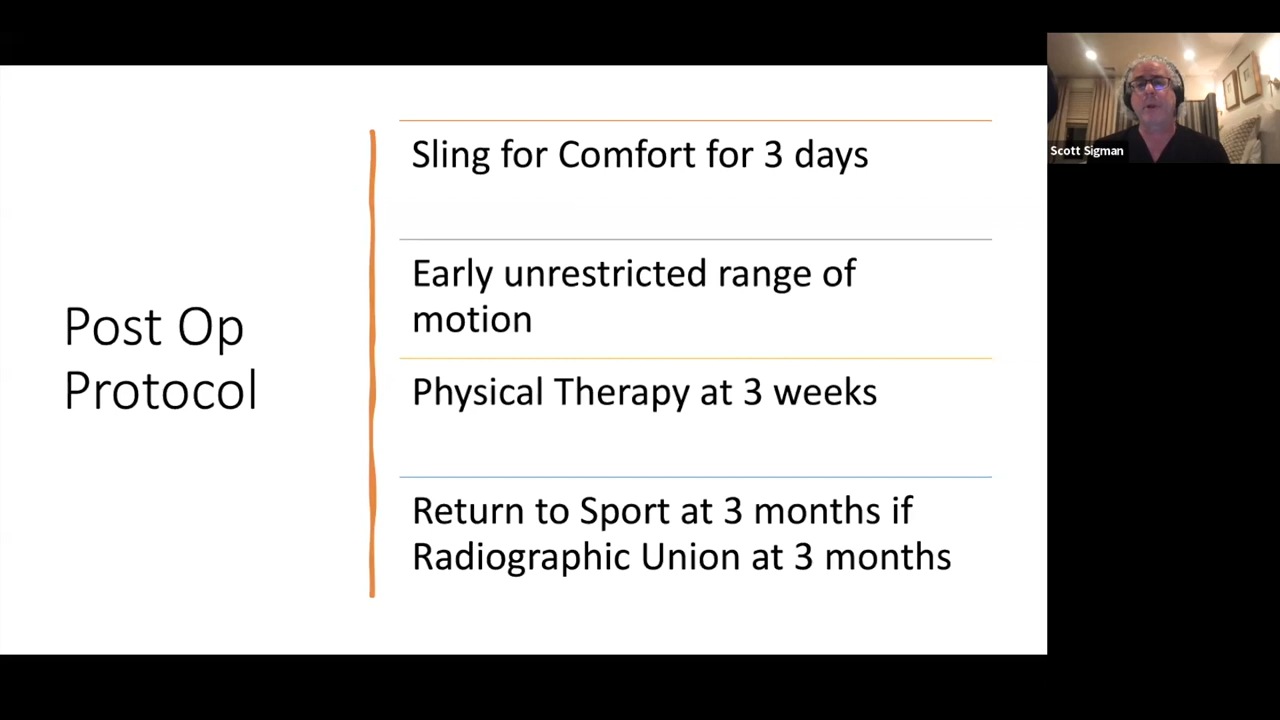 Post Op
Protocol
Sling for Comfort for 3 days
Early unrestricted range of
motion
Physical Therapy at 3 weeks
Return to Sport at 3 months if
Radiographic Union at 3 months
Scott Sigman